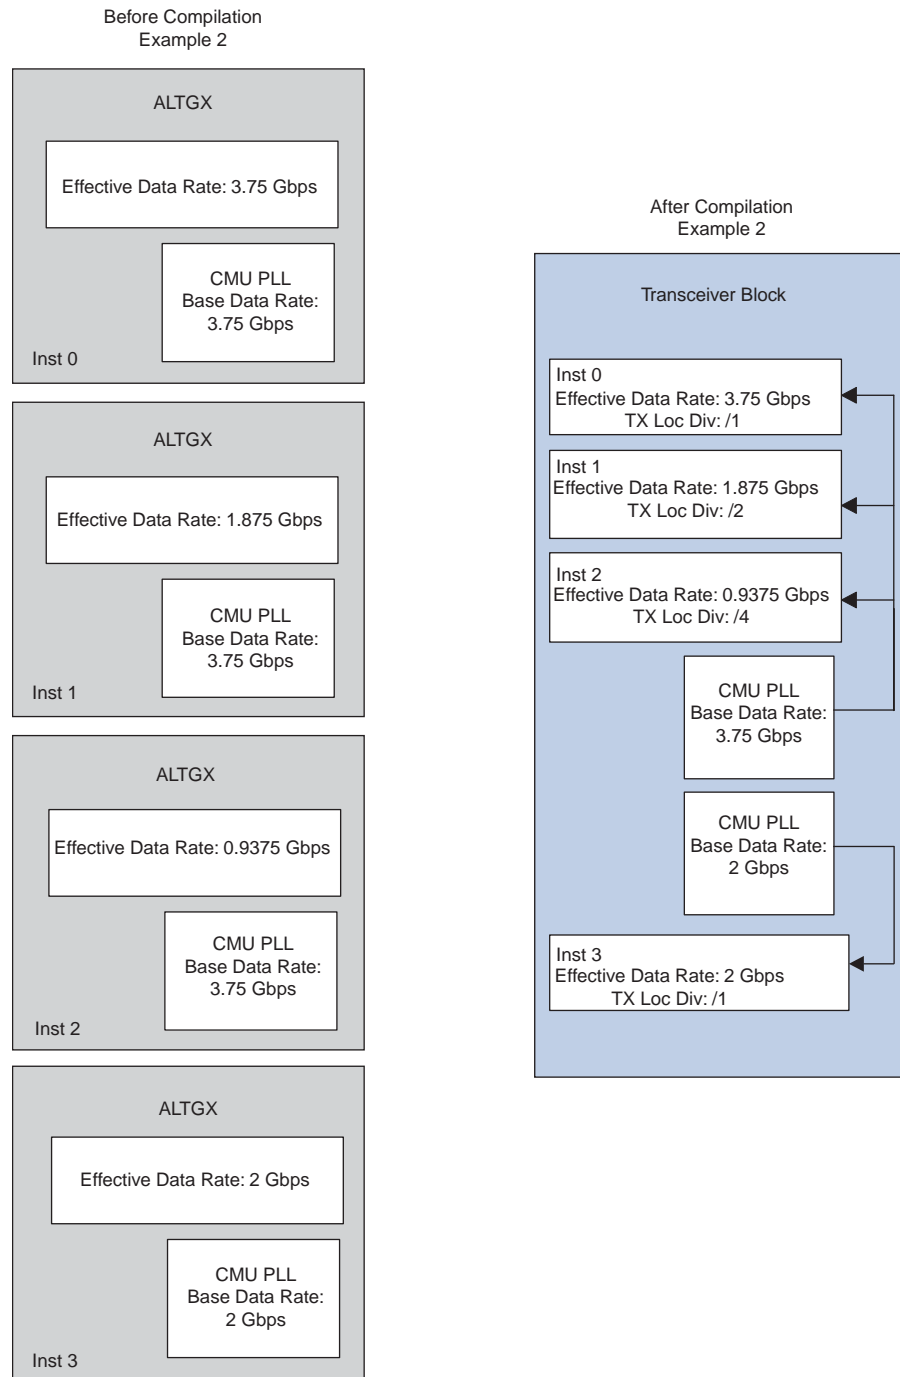 Before Compilation
Example 2
ALTGX
Effective Data Rate: 3.75 Gbps
CMU PLL
Base Data Rate:
3.75 Gbps
Inst 0
ALTGX
Effective Data Rate: 1.875 Gbps
CMU PLL
Base Data Rate:
3.75 Gbps
Inst 1
ALTGX
Effective Data Rate: 0.9375 Gbps
CMU PLL
Base Data Rate:
3.75 Gbps
Inst 2
ALTGX
Effective Data Rate: 2 Gbps
CMU PLL
Base Data Rate:
2 Gbps
Inst 3
After Compilation
Example 2
Transceiver Block
Inst 0
Effective Data Rate: 3.75 Gbps
TX Loc Div: /1
Inst 1
Effective Data Rate: 1.875 Gbps
TX Loc Div: /2
Inst 2
Effective Data Rate: 0.9375 Gbps
TX Loc Div: /4
CMU PLL
Base Data Rate:
3.75 Gbps
CMU PLL
Base Data Rate:
2 Gbps
Inst 3
Effective Data Rate: 2 Gbps
TX Loc Div: /1